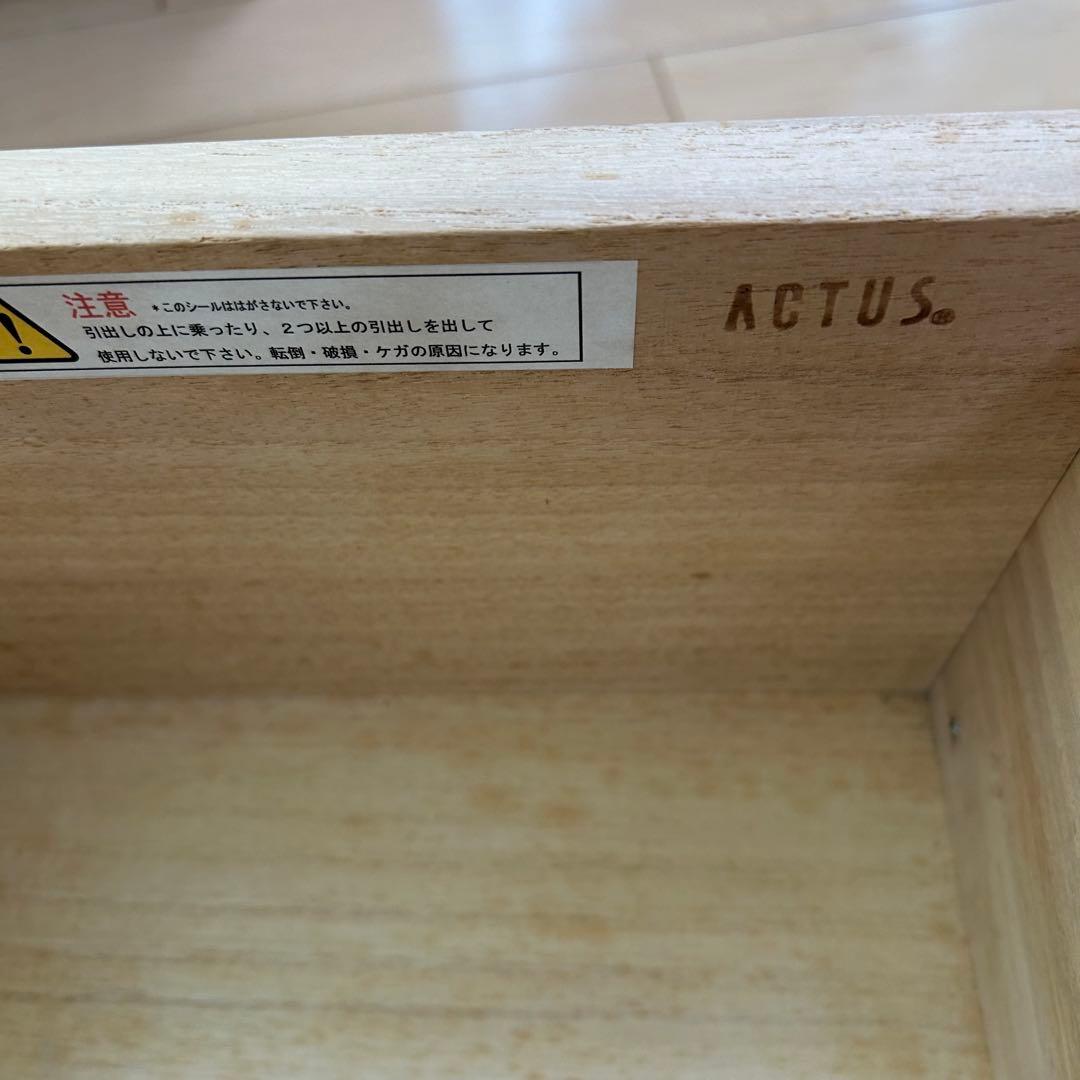 注意 *このシールははがさないで下さい。
引出しの上に乗ったり、2つ以上の引出しを出して
使用しないで下さい。転倒・破損・ケガの原因になります。
ACTUS®